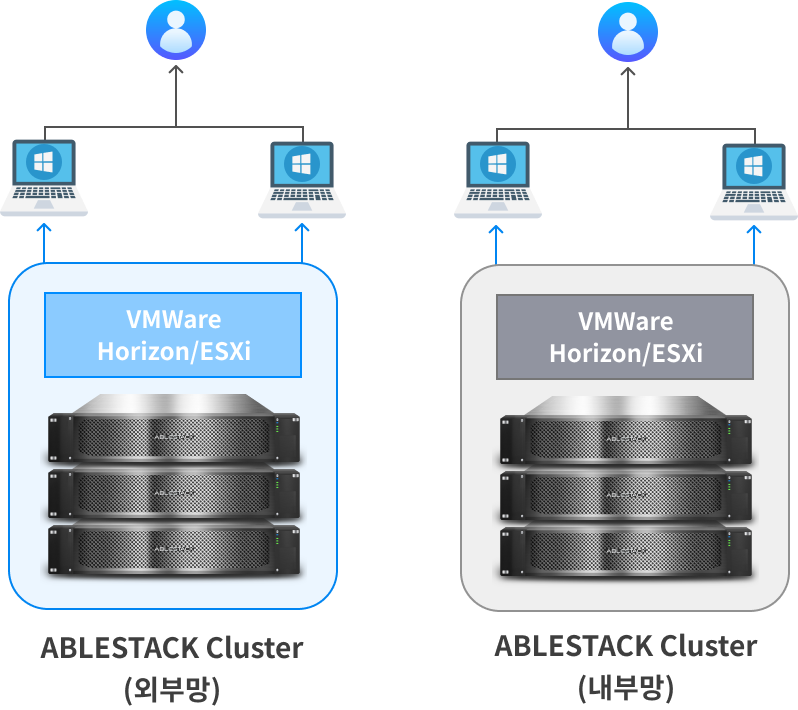 VMWare
Horizon/ESXi
ABLESTACK
ABLESTACK
ABLESTACK
ABLESTACK Cluster
(외부망)
VMWare
Horizon/ESXi
ABLESTACK
ABLESTACK
ABLESTACK
ABLESTACK Cluster
(내부망)